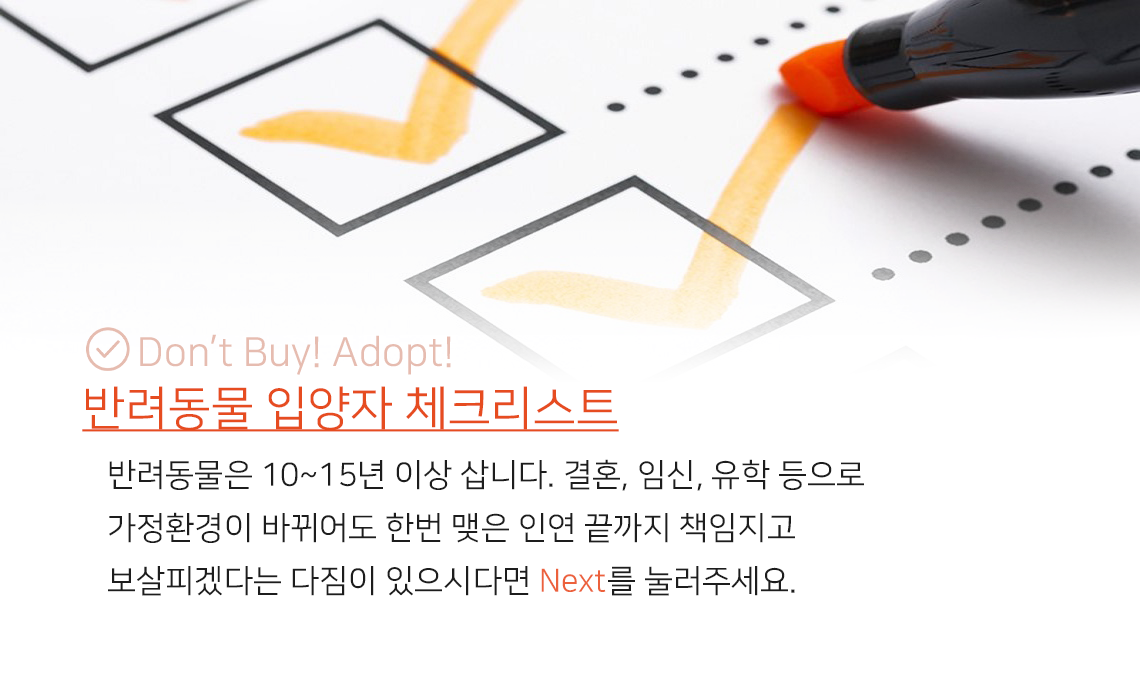 Don't Buy! Adopt!
반려동물 입양자 체크리스트
반려동물은 10~15년 이상 삽니다. 결혼, 임신, 유학 등으로
가정환경이 바뀌어도 한번 맺은 인연 끝까지 책임지고
보살피겠다는 다짐이 있으시다면 Next를 눌러주세요.